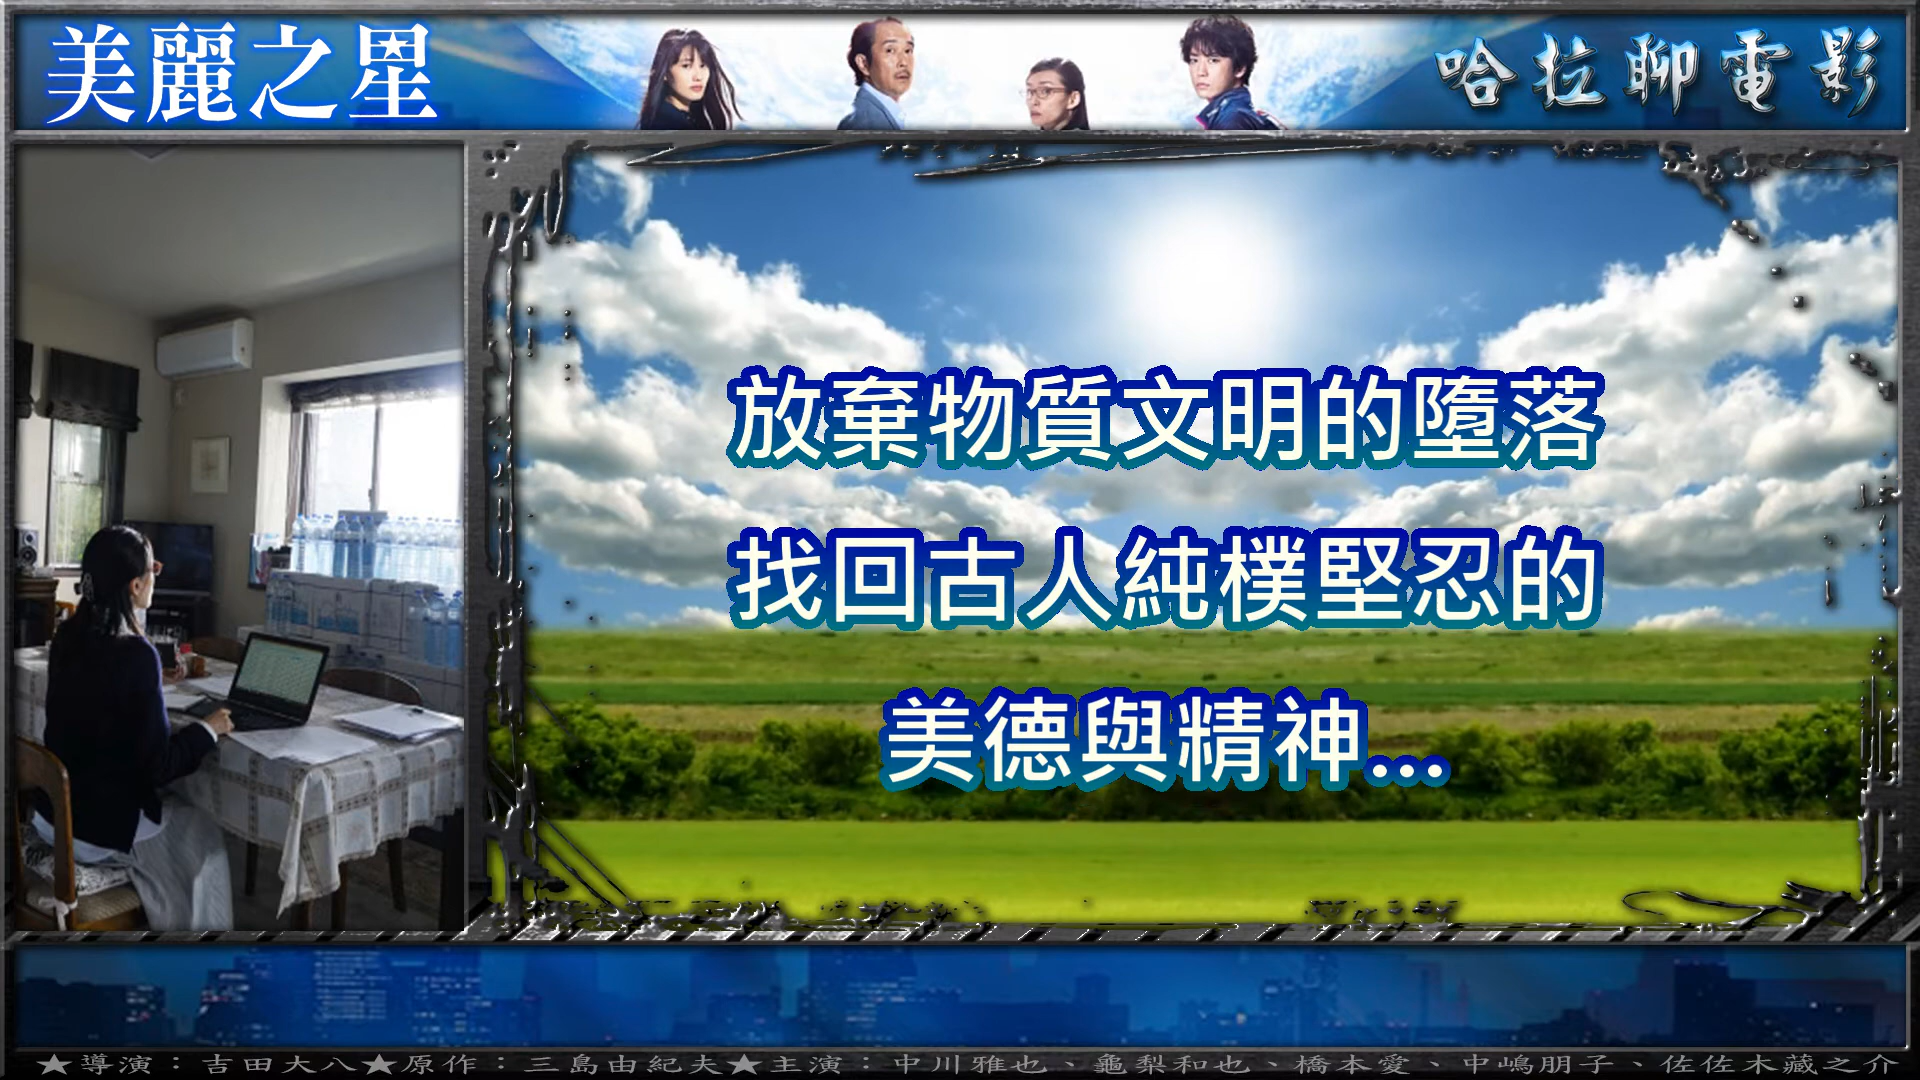 美麗之星
哈拉聊電影
放棄物質文明的墮落
找回古人純樸堅忍的
美德與精神...
★導演：吉田大八★原作：三島由紀夫★主演：中川雅也、龜梨和也、橋本愛、中嶋朋子、佐佐木藏之介